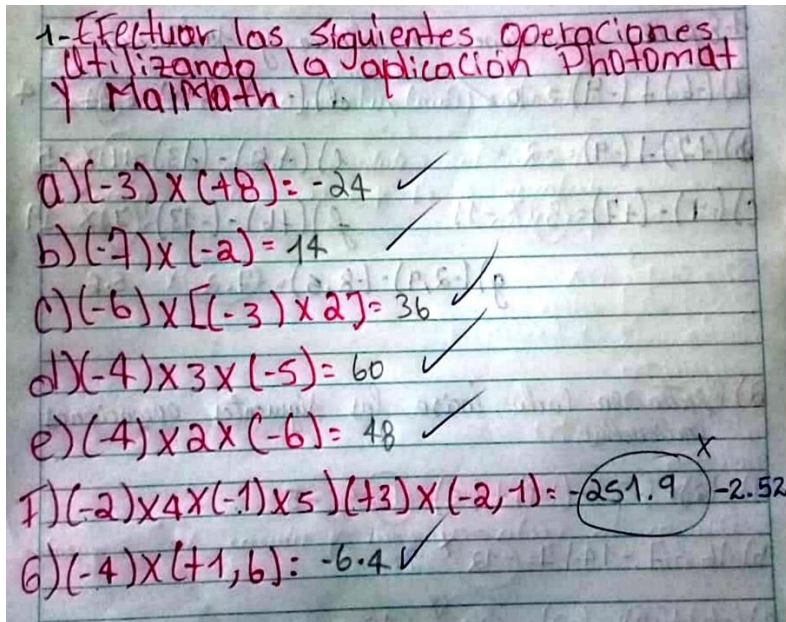 1-Efectuar las siguientes operaciones
Utilizando la aplicación Photomat
y MalMath
a)(-3)x(+8)= -24 ✓
b)(-7)x(-2)= 14 ✓
c)(-6)x[(-3)x2]= 36 ✓
d)(-4)x3x(-5)= 60 ✓
e)(-4)x2x(-6)= 48 ✓
F)(-2)x4x(-1)x5)(+3)x(-2,1)= -251.9 x -2.52
G)(-4)x(+1,6): -6.4 ✓